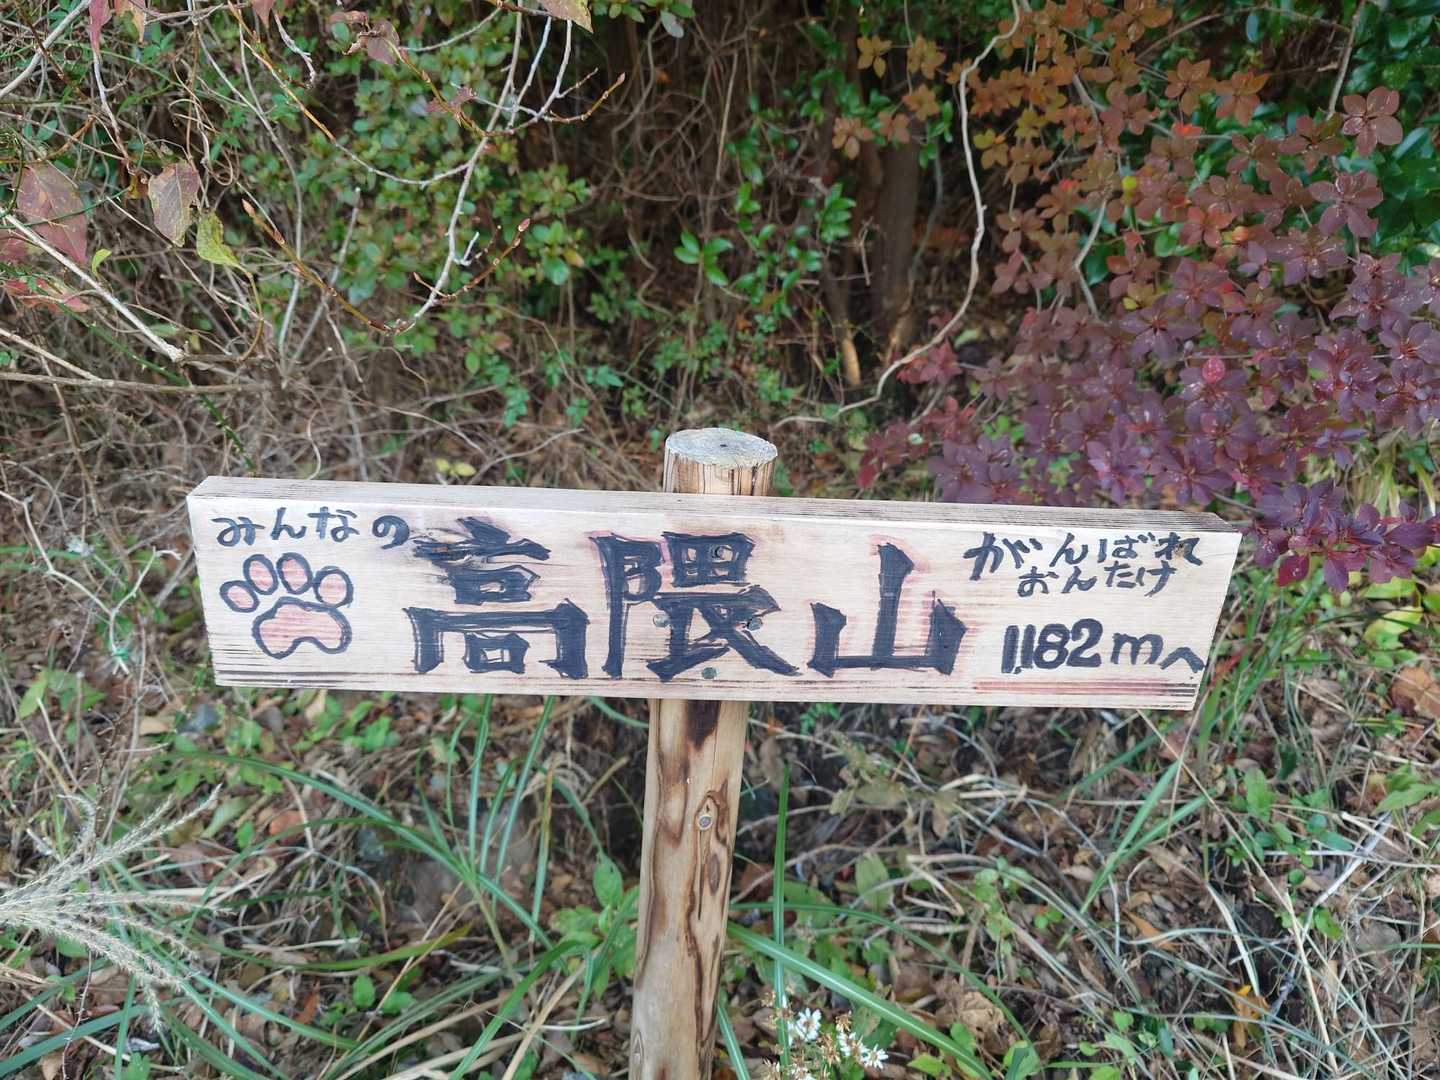 みんなの
高隈山
がんばれ
おんたけ
1,182mへ